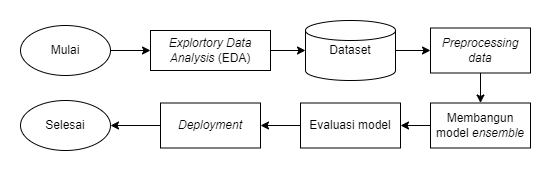 Mulai
Explortory Data
Analysis (EDA)
Dataset
Preprocessing
data
Membangun
model ensemble
Evaluasi model
Deployment
Selesai